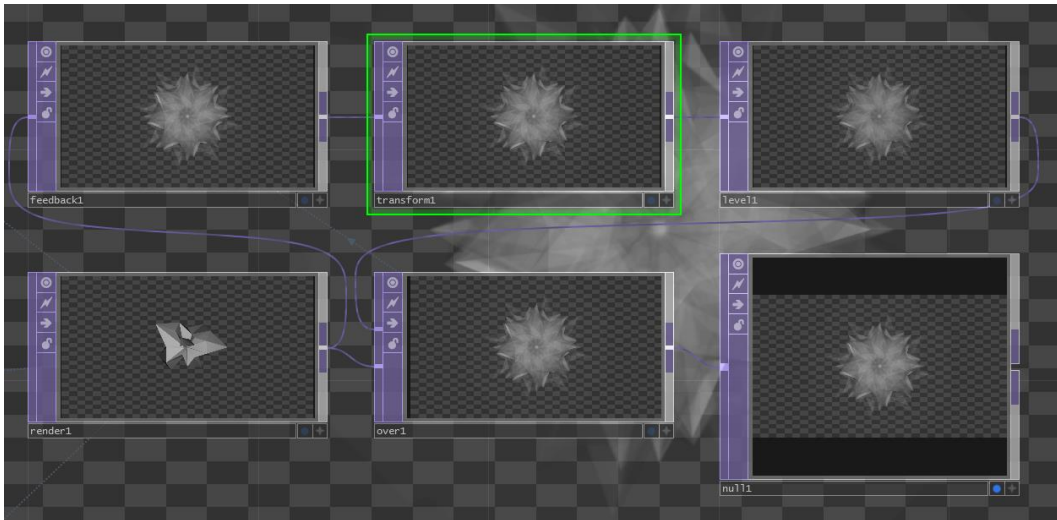 feedback1
transform1
level1
render1
over1
null1